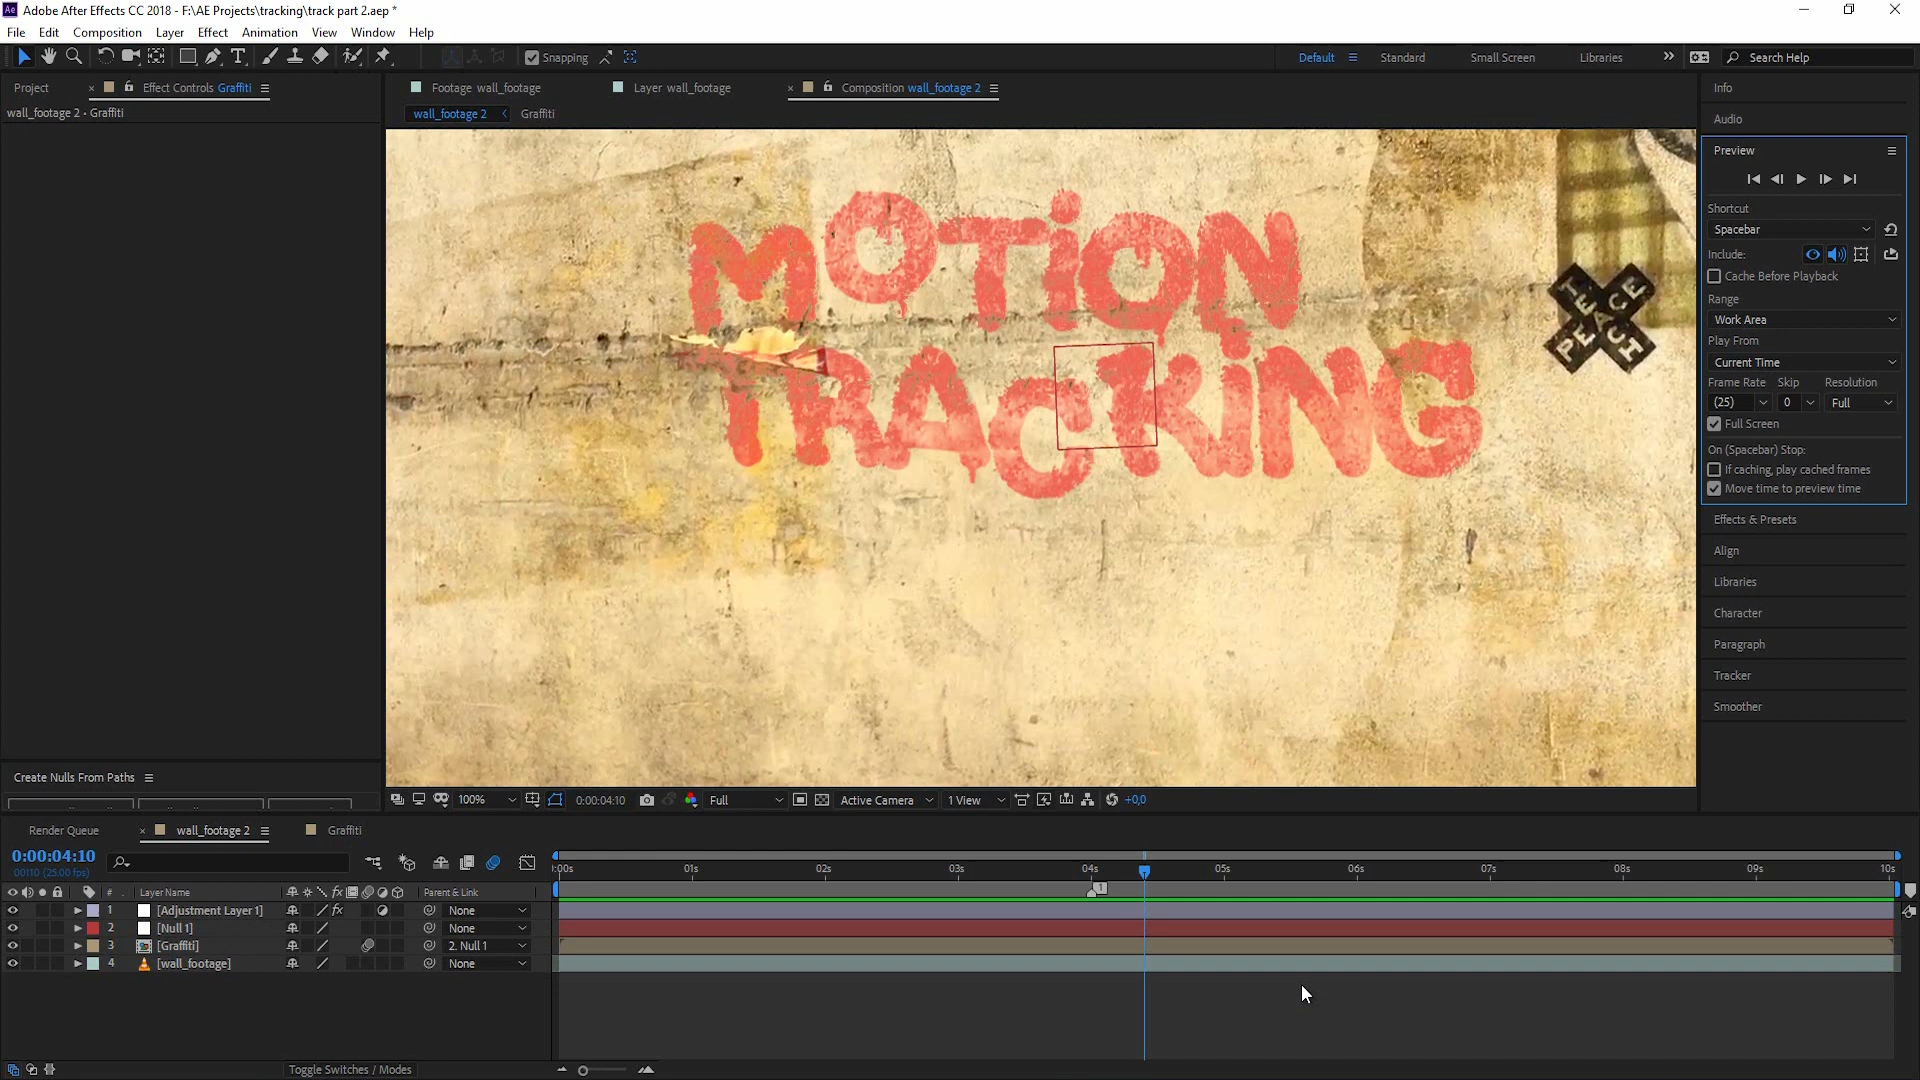 Adobe After Effects CC 2018 - F:\AE Projects\tracking\track part 2.aep *
File Edit Composition Layer Effect Animation View Window Help
Snapping
Default Standard Small Screen Libraries Search Help
Project Effect Controls Graffiti
wall_footage 2 • Graffiti
Footage wall_footage Layer wall_footage Composition wall_footage 2
wall_footage 2 Graffiti
MOTiON
TRACKiNG
TEACH
PEACE
Info
Audio
Preview
Shortcut
Spacebar
Include:
Cache Before Playback
Range
Work Area
Play From
Current Time
Frame Rate Skip Resolution
(25) 0 Full
Full Screen
On (Spacebar) Stop:
If caching, play cached frames
Move time to preview time
Effects & Presets
Align
Libraries
Character
Paragraph
Tracker
Smoother
Create Nulls From Paths
100% 0:00:04:10 Full Active Camera 1 View +0,0
Render Queue wall_footage 2 Graffiti
0:00:04:10
00110 (25.00 fps)
:00s 01s 02s 03s 04s 05s 06s 07s 08s 09s 10s
# Layer Name Parent & Link
1
1 [Adjustment Layer 1] fx None
2 [Null 1] None
3 [Graffiti] 2. Null 1
4 [wall_footage] None
Toggle Switches / Modes